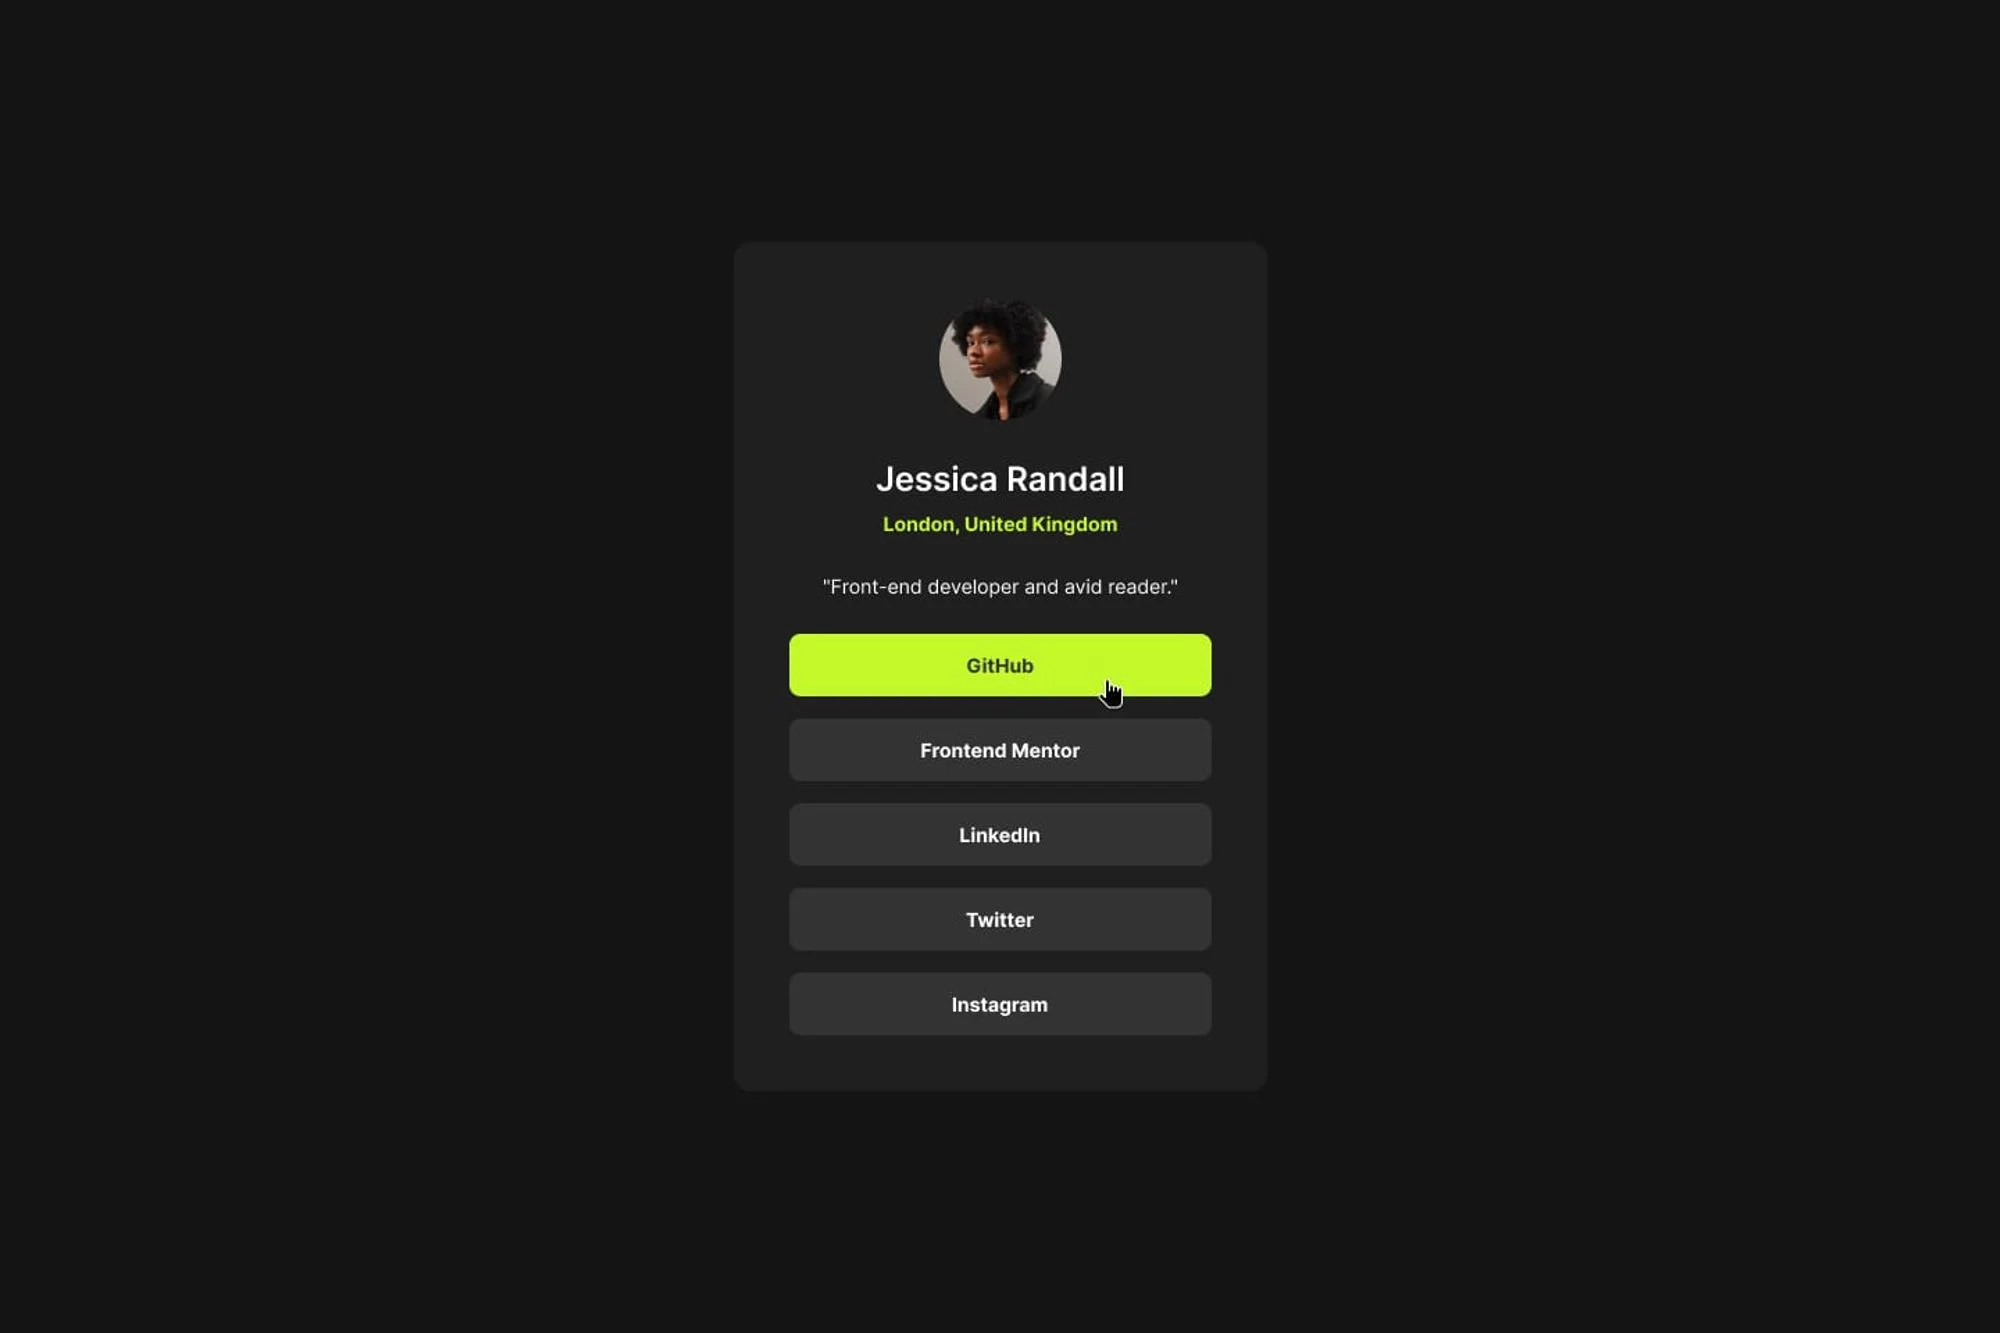 Jessica Randall
London, United Kingdom
"Front-end developer and avid reader."
GitHub
Frontend Mentor
LinkedIn
Twitter
Instagram